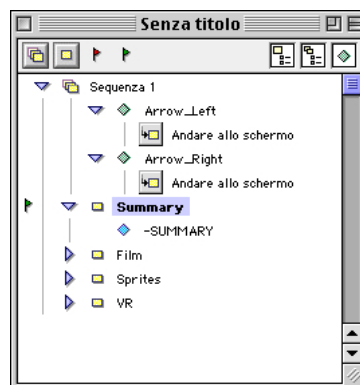 Senza titolo
Sequenza 1
Arrow_Left
Andare allo schermo
Arrow_Right
Andare allo schermo
Summary
-SUMMARY
Film
Sprites
VR